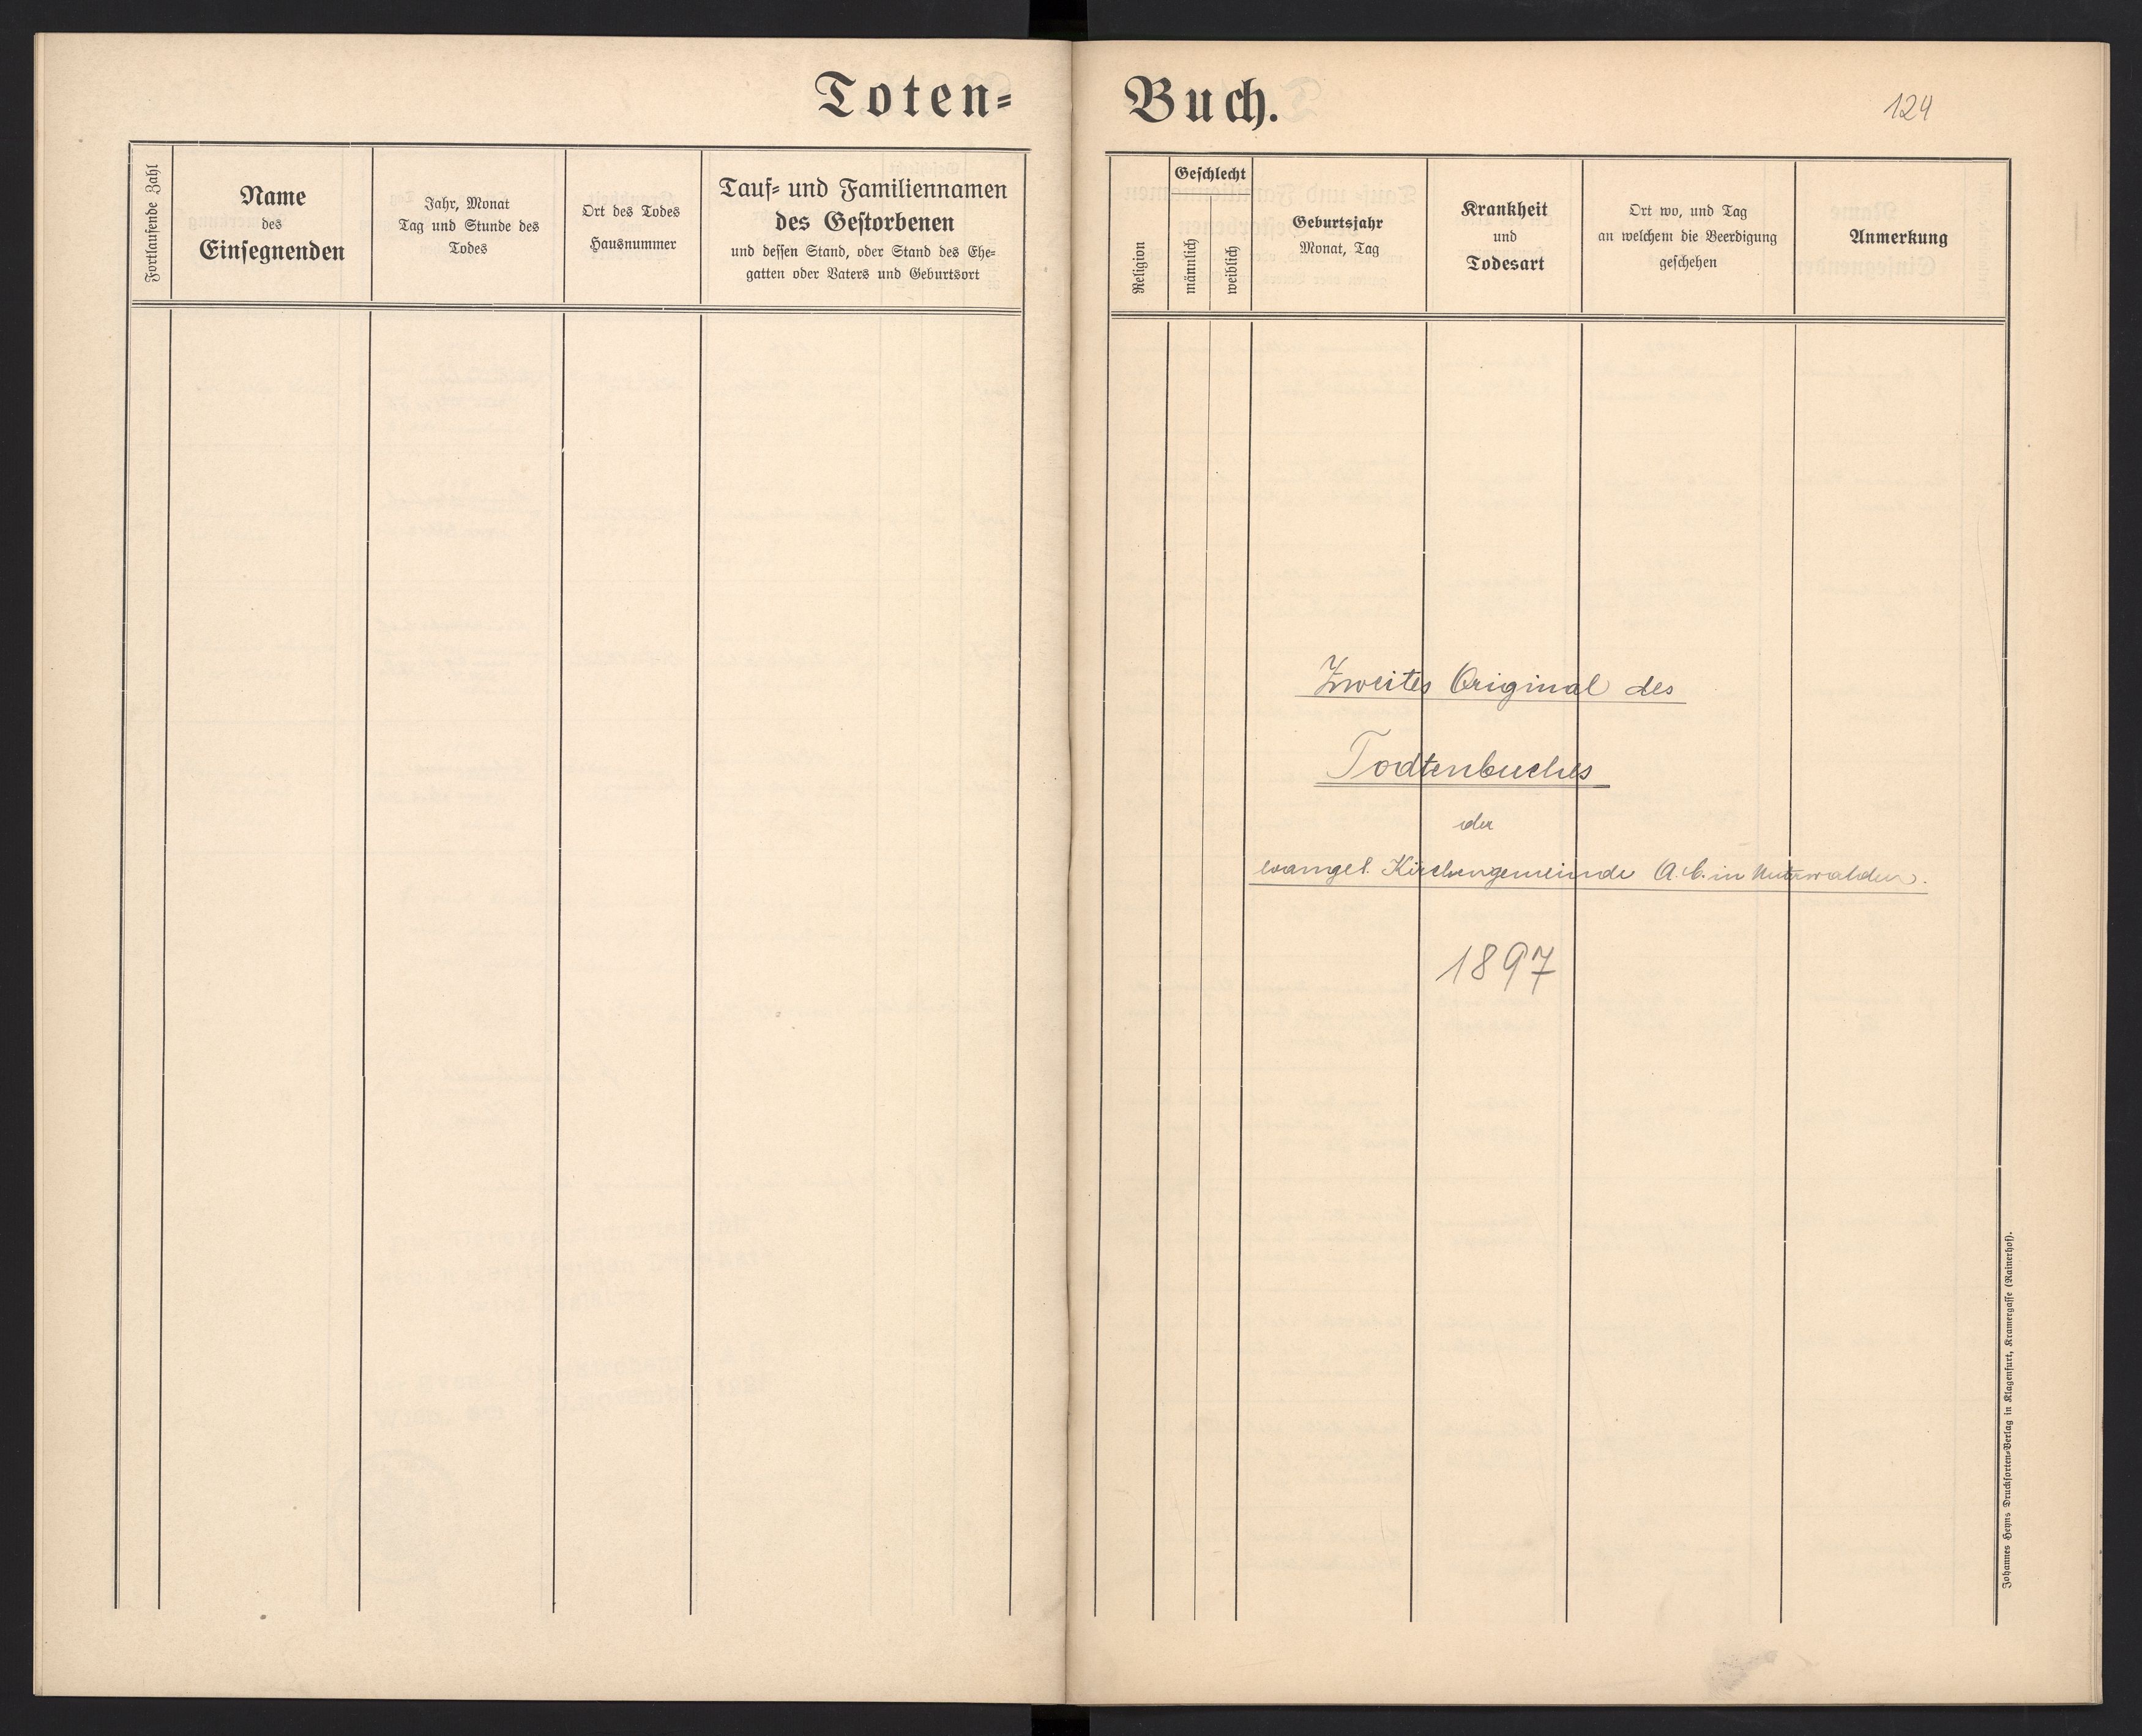 Toten-
Fortlaufende Zahl
Name
des
Einsegnenden
Jahr, Monat
Tag und Stunde des
Todes
Ort des Todes
Hausnummer
Tauf- und Familiennamen
des Gestorbenen
und dessen Stand, oder Stand des Ehe-
gatten oder Vaters und Geburtsort
Buch.
124
Religion
Geschlecht
männlich
weiblich
Geburtsjahr
Monat, Tag
Krankheit
und
Todesart
Ort wo, und Tag
an welchem die Beerdigung
geschehen
Anmerkung
Zweites Original des
Todtenbuches
der
evangel. Kirchengemeinde A. C. in Unterwalden.
1897
Johannes Heyns Drucksorten-Verlag in Klagenfurt, Kramergasse (Rainerhof).